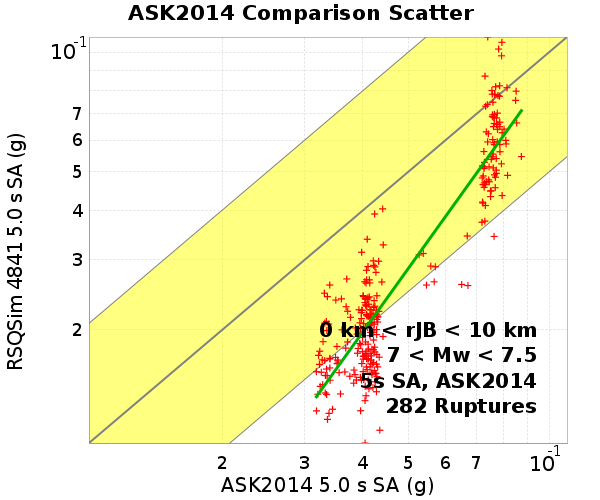 ASK2014 Comparison Scatter
RSQSim 4841 5.0 s SA (g)
10⁻¹
7
6
5
4
3
2
0 km < rJB < 10 km
7 < Mw < 7.5
5s SA, ASK2014
282 Ruptures
2 3 4 5 6 7 10⁻¹
ASK2014 5.0 s SA (g)